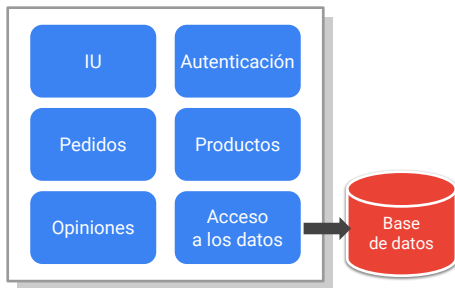 IU
Autenticación
Pedidos
Productos
Opiniones
Acceso
a los datos
Base
de datos